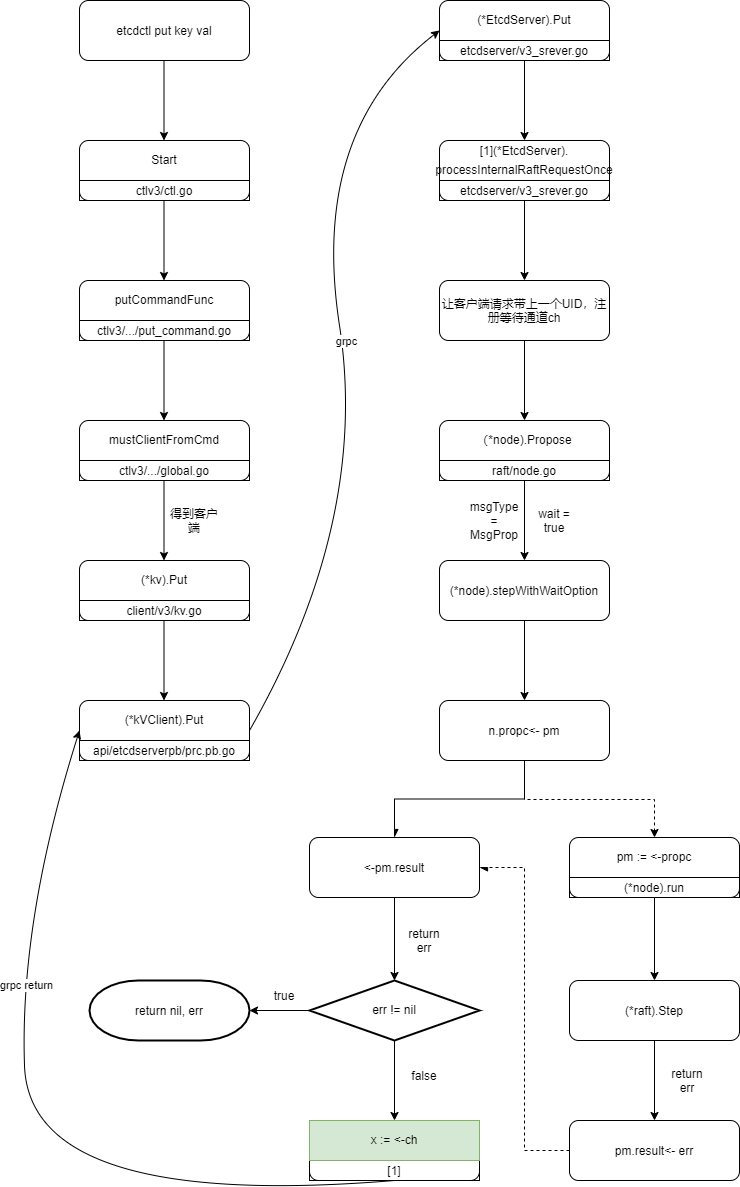 etcdctl put key val
Start
ctlv3/ctl.go
putCommandFunc
ctlv3/.../put_command.go
mustClientFromCmd
ctlv3/.../global.go
得到客户
端
(*kv).Put
client/v3/kv.go
(*kVClient).Put
api/etcdserverpb/prc.pb.go
grpc
(*EtcdServer).Put
etcdserver/v3_srever.go
[1](*EtcdServer).
processInternalRaftRequestOnce
etcdserver/v3_srever.go
让客户端请求带上一个UID，注
册等待通道ch
(*node).Propose
raft/node.go
msgType
=
MsgProp
wait =
true
(*node).stepWithWaitOption
n.propc<- pm
<-pm.result
return
err
err != nil
true
return nil, err
false
x := <-ch
[1]
grpc return
pm := <-propc
(*node).run
(*raft).Step
return
err
pm.result<- err